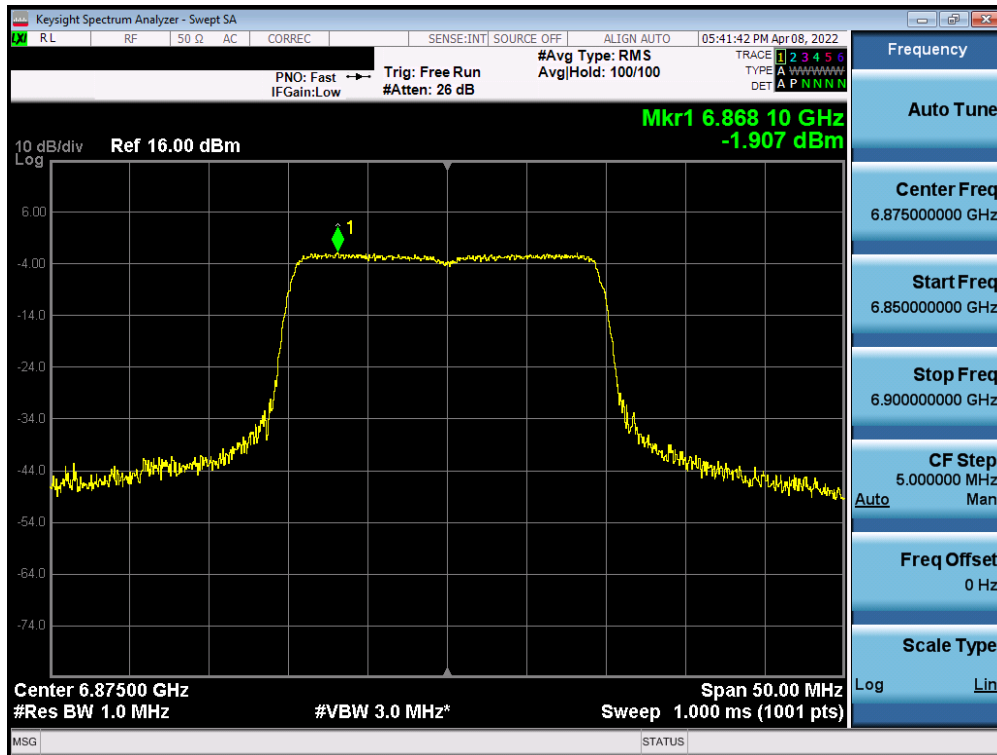 Keysight Spectrum Analyzer - Swept SA
LXI RL RF 50 Ω AC CORREC SENSE:INT SOURCE OFF ALIGN AUTO 05:41:42 PM Apr 08, 2022
PNO: Fast Trig: Free Run #Avg Type: RMS TRACE 1 2 3 4 5 6
IFGain:Low #Atten: 26 dB Avg|Hold: 100/100 TYPE A WWWWW
DET A P N N N N
Mkr1 6.868 10 GHz
-1.907 dBm
10 dB/div Ref 16.00 dBm
Log
1
6.00
-4.00
-14.0
-24.0
-34.0
-44.0
-54.0
-64.0
-74.0
Center 6.87500 GHz Span 50.00 MHz
#Res BW 1.0 MHz #VBW 3.0 MHz* Sweep 1.000 ms (1001 pts)
MSG STATUS
Frequency
Auto Tune
Center Freq
6.875000000 GHz
Start Freq
6.850000000 GHz
Stop Freq
6.900000000 GHz
CF Step
5.000000 MHz
Auto Man
Freq Offset
0 Hz
Scale Type
Log Lin